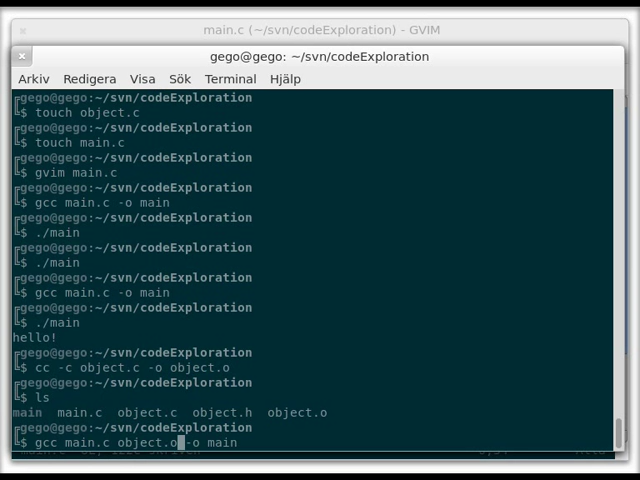 main.c (~/svn/codeExploration) - GVIM
gego@gego: ~/svn/codeExploration
Arkiv Redigera Visa Sök Terminal Hjälp
╔gego@gego:~/svn/codeExploration
╚$ touch object.c
╔gego@gego:~/svn/codeExploration
╚$ touch main.c
╔gego@gego:~/svn/codeExploration
╚$ gvim main.c
╔gego@gego:~/svn/codeExploration
╚$ gcc main.c -o main
╔gego@gego:~/svn/codeExploration
╚$ ./main
╔gego@gego:~/svn/codeExploration
╚$ ./main
╔gego@gego:~/svn/codeExploration
╚$ gcc main.c -o main
╔gego@gego:~/svn/codeExploration
╚$ ./main
hello!
╔gego@gego:~/svn/codeExploration
╚$ cc -c object.c -o object.o
╔gego@gego:~/svn/codeExploration
╚$ ls
main main.c object.c object.h object.o
╔gego@gego:~/svn/codeExploration
╚$ gcc main.c object.o -o main